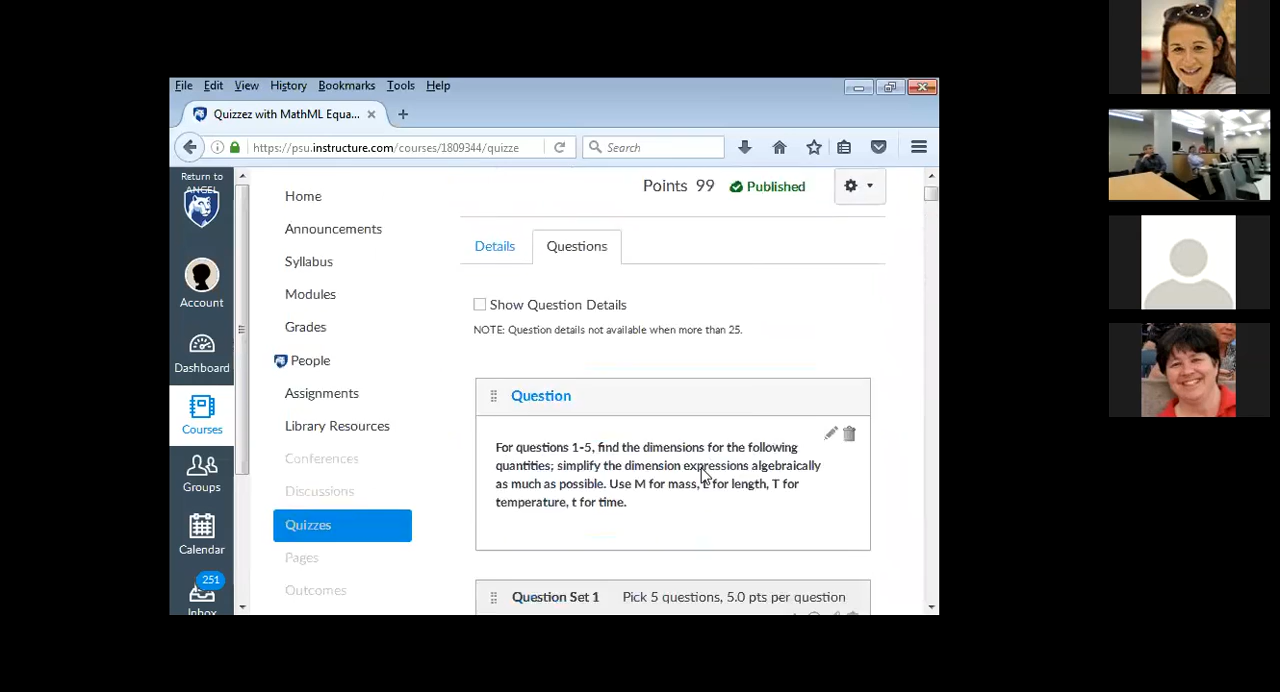 File Edit View History Bookmarks Tools Help
Quizzez with MathML Equa...
https://psu.instructure.com/courses/1809344/quizze
Search
Return to
ANGEL
Account
Dashboard
Courses
Groups
Calendar
251
Inbox
Home
Announcements
Syllabus
Modules
Grades
People
Assignments
Library Resources
Conferences
Discussions
Quizzes
Pages
Outcomes
Points 99 Published
Details Questions
Show Question Details
NOTE: Question details not available when more than 25.
Question
For questions 1-5, find the dimensions for the following
quantities; simplify the dimension expressions algebraically
as much as possible. Use M for mass, L for length, T for
temperature, t for time.
Question Set 1 Pick 5 questions, 5.0 pts per question